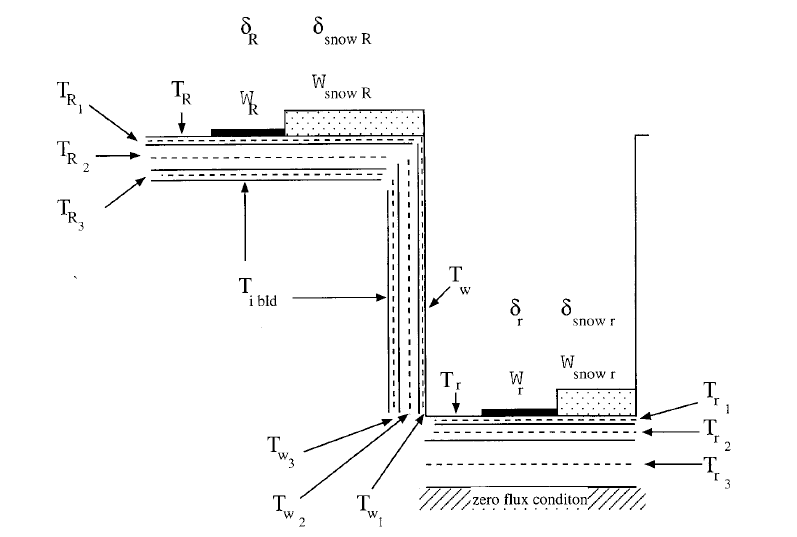 δR δsnow R
TR1 TR WR Wsnow R
TR2
TR3
Ti bld Tw
δr δsnow r
Tr Wr Wsnow r
Tr1
Tr2
Tw3 Tr3
zero flux conditon
Tw2 Tw1